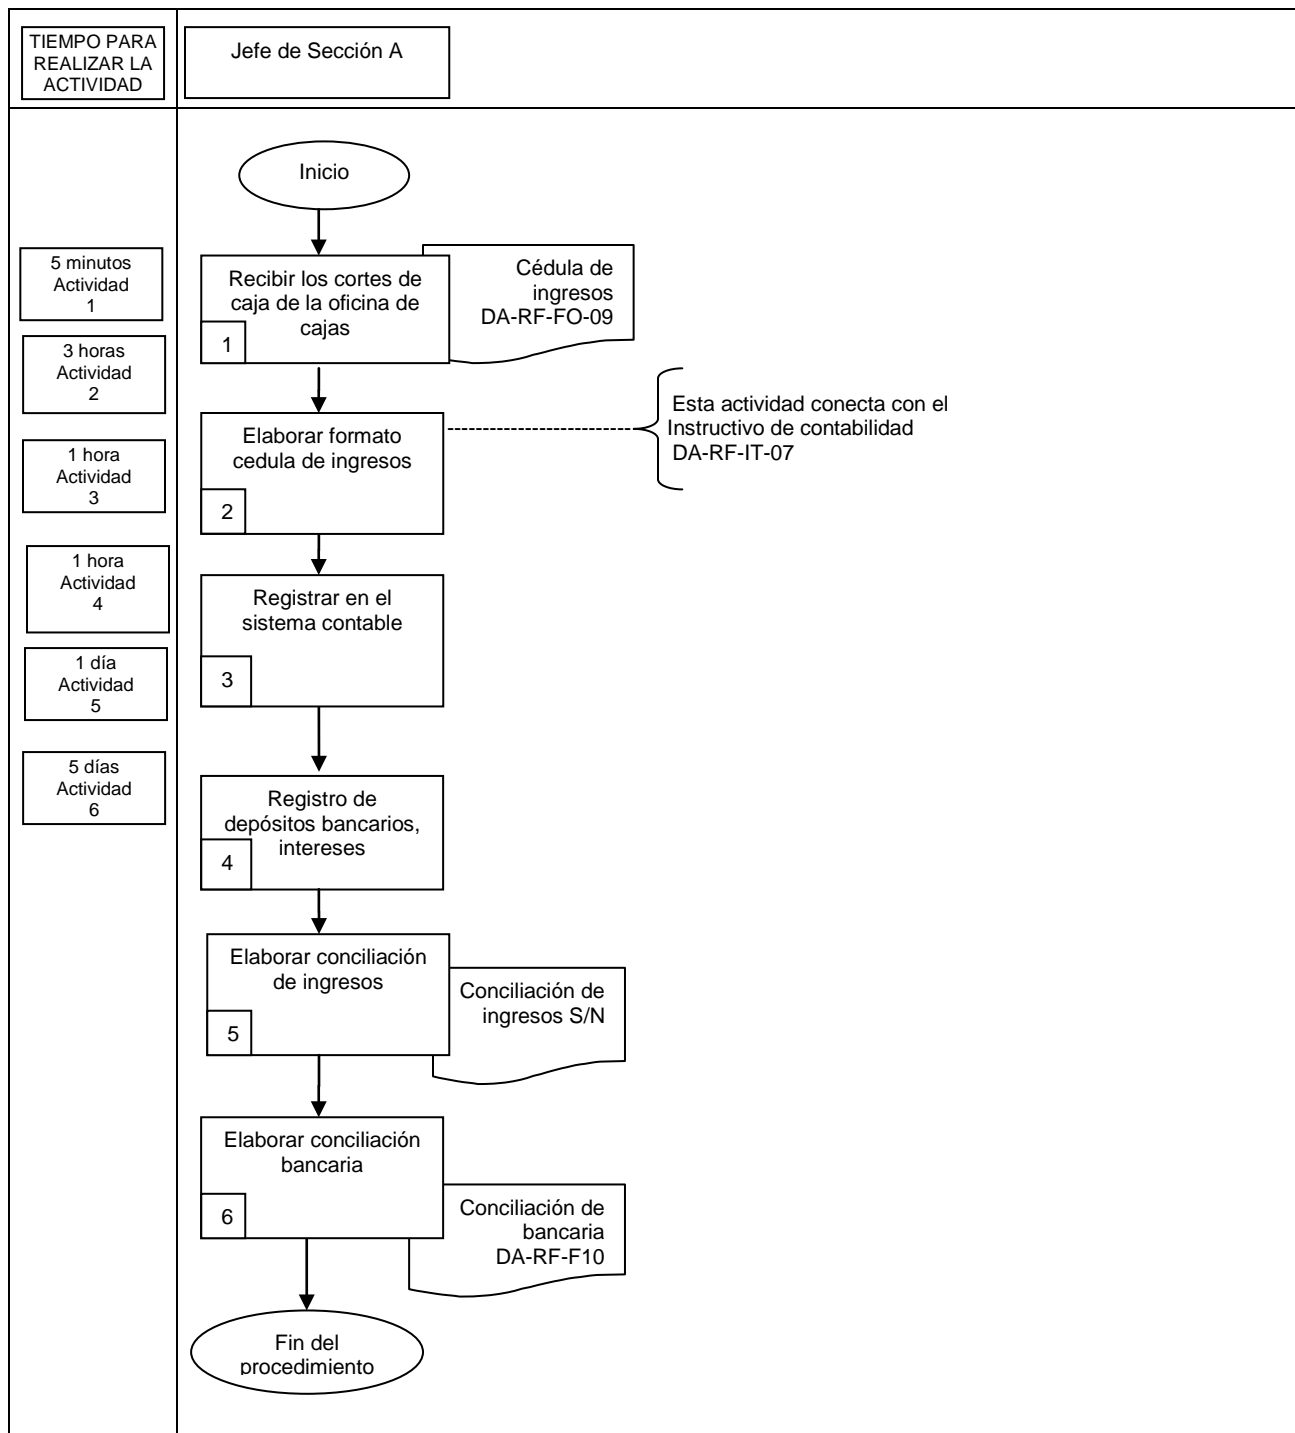 TIEMPO PARA
REALIZAR LA
ACTIVIDAD
Jefe de Sección A
Inicio
5 minutos
Actividad
1
Recibir los cortes de
caja de la oficina de
cajas
1
Cédula de
ingresos
DA-RF-FO-09
3 horas
Actividad
2
Elaborar formato
cedula de ingresos
2
Esta actividad conecta con el
Instructivo de contabilidad
DA-RF-IT-07
1 hora
Actividad
3
Registrar en el
sistema contable
3
1 hora
Actividad
4
Registro de
depósitos bancarios,
intereses
4
1 día
Actividad
5
Elaborar conciliación
de ingresos
5
Conciliación de
ingresos S/N
5 días
Actividad
6
Elaborar conciliación
bancaria
6
Conciliación de
bancaria
DA-RF-F10
Fin del
procedimiento